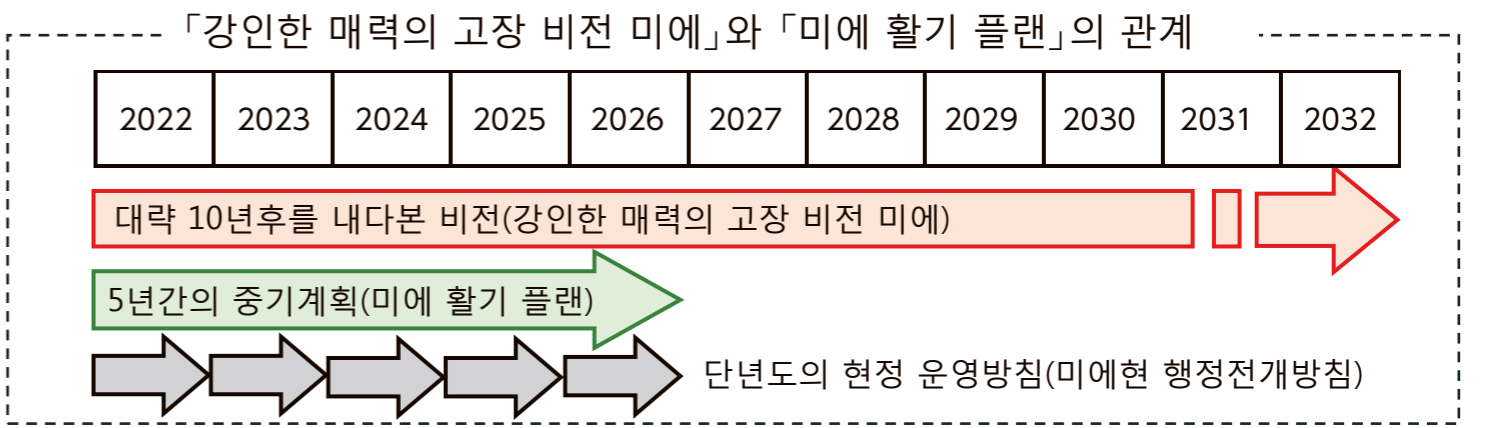 「강인한 매력의 고장 비전 미에」와 「미에 활기 플랜」의 관계
2022 2023 2024 2025 2026 2027 2028 2029 2030 2031 2032
대략 10년후를 내다본 비전(강인한 매력의 고장 비전 미에)
5년간의 중기계획(미에 활기 플랜)
단년도의 현정 운영방침(미에현 행정전개방침)